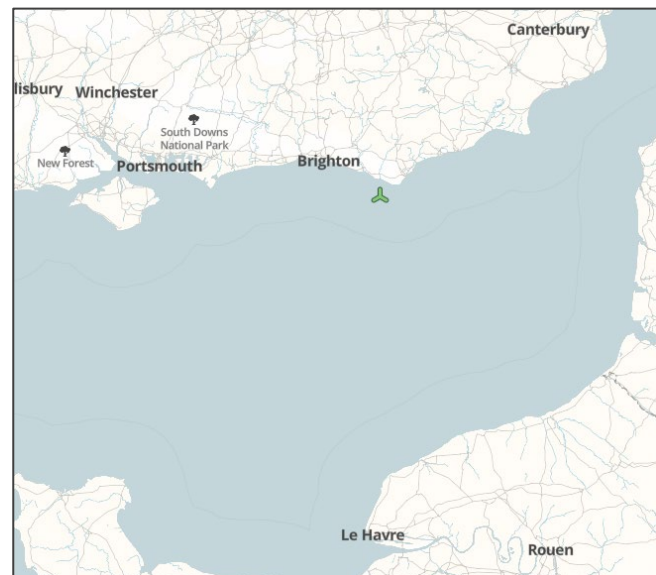 Canterbury
lisbury
Winchester
South Downs
National Park
New Forest
Portsmouth
Brighton
Le Havre
Rouen